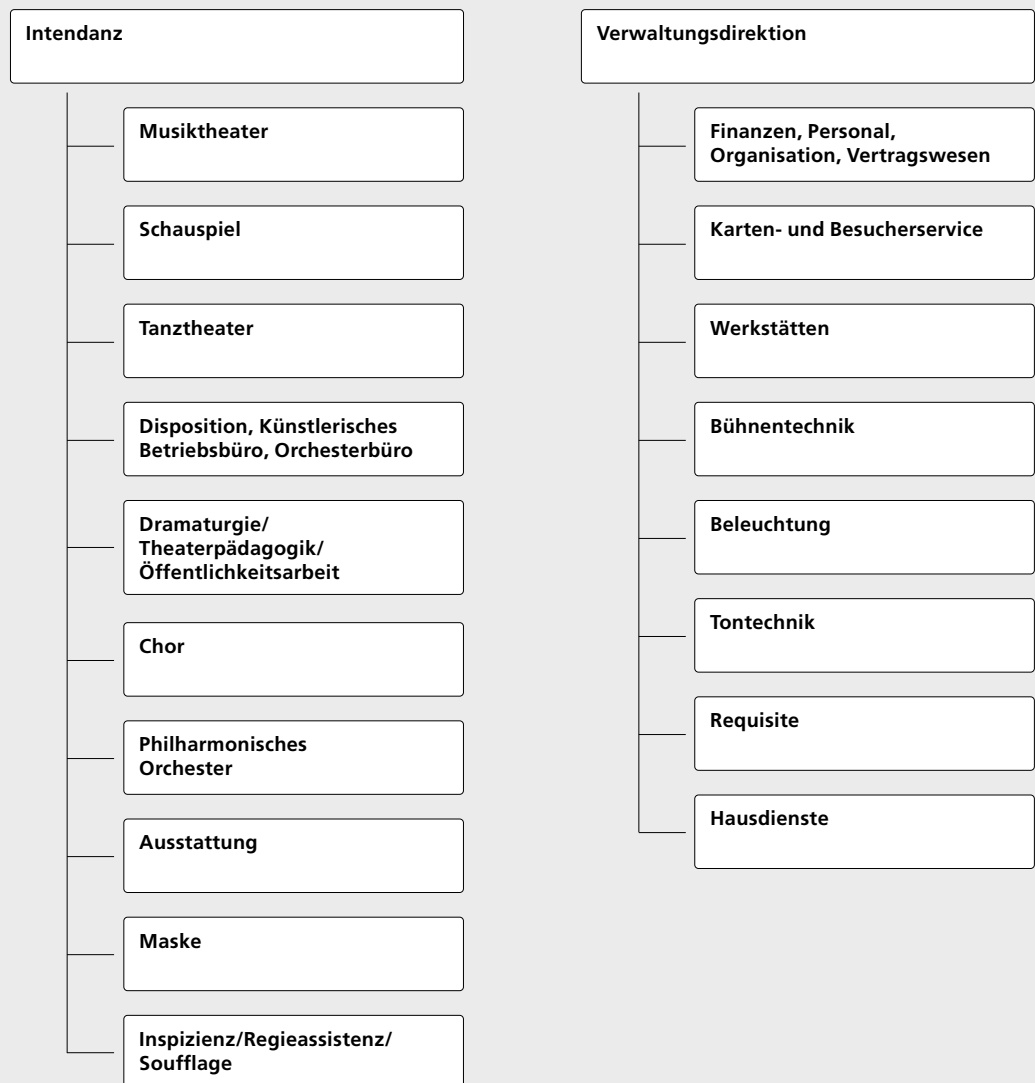 Intendanz
Musiktheater
Schauspiel
Tanztheater
Disposition, Künstlerisches
Betriebsbüro, Orchesterbüro
Dramaturgie/
Theaterpädagogik/
Öffentlichkeitsarbeit
Chor
Philharmonisches
Orchester
Ausstattung
Maske
Inspizienz/Regieassistenz/
Soufflage
Verwaltungsdirektion
Finanzen, Personal,
Organisation, Vertragswesen
Karten- und Besucherservice
Werkstätten
Bühnentechnik
Beleuchtung
Tontechnik
Requisite
Hausdienste